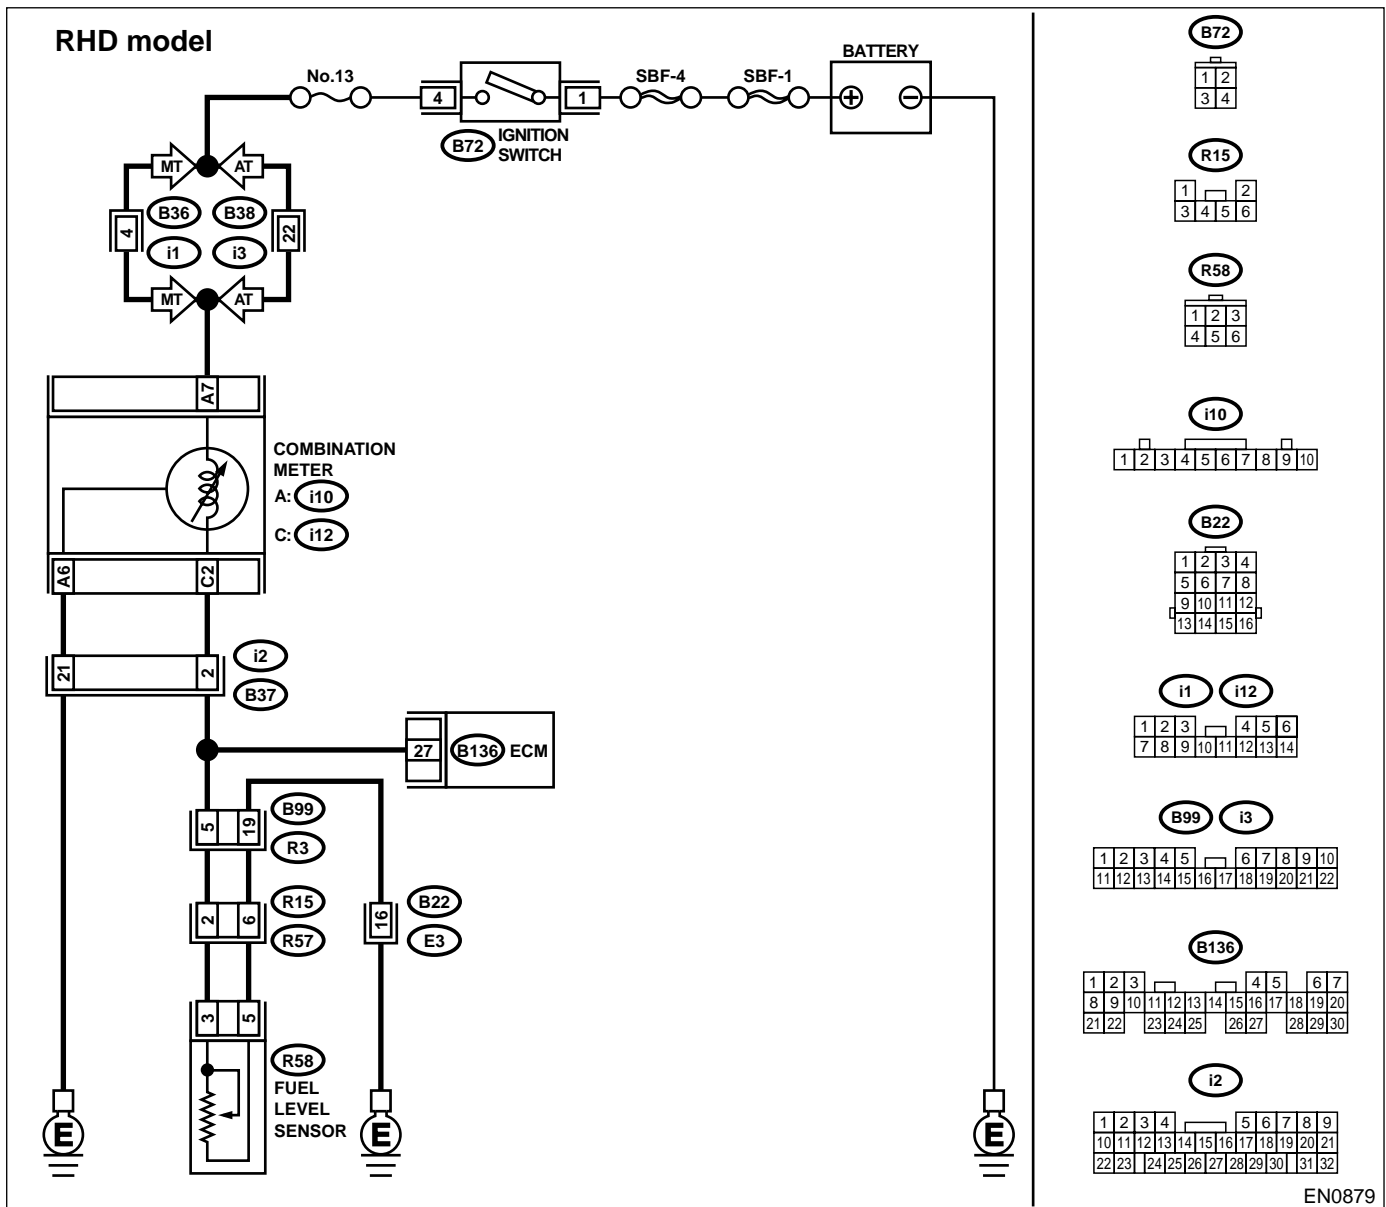 RHD model
BATTERY
No.13
SBF-4
SBF-1
4
1
B72
IGNITION
SWITCH
MT
AT
4
B36
B38
22
i1
i3
MT
AT
A7
COMBINATION
METER
A: i10
C: i12
A6
C2
21
2
i2
B37
27
B136
ECM
5
19
B99
R3
2
6
R15
R57
16
B22
E3
3
5
R58
FUEL
LEVEL
SENSOR
E
E
E
B72
1 2
3 4
R15
1 2
3 4 5 6
R58
1 2 3
4 5 6
i10
1 2 3 4 5 6 7 8 9 10
B22
1 2 3 4
5 6 7 8
9 10 11 12
13 14 15 16
i1 i12
1 2 3 4 5 6
7 8 9 10 11 12 13 14
B99 i3
1 2 3 4 5 6 7 8 9 10
11 12 13 14 15 16 17 18 19 20 21 22
B136
1 2 3 4 5 6 7
8 9 10 11 12 13 14 15 16 17 18 19 20
21 22 23 24 25 26 27 28 29 30
i2
1 2 3 4 5 6 7 8 9
10 11 12 13 14 15 16 17 18 19 20 21
22 23 24 25 26 27 28 29 30 31 32
EN0879